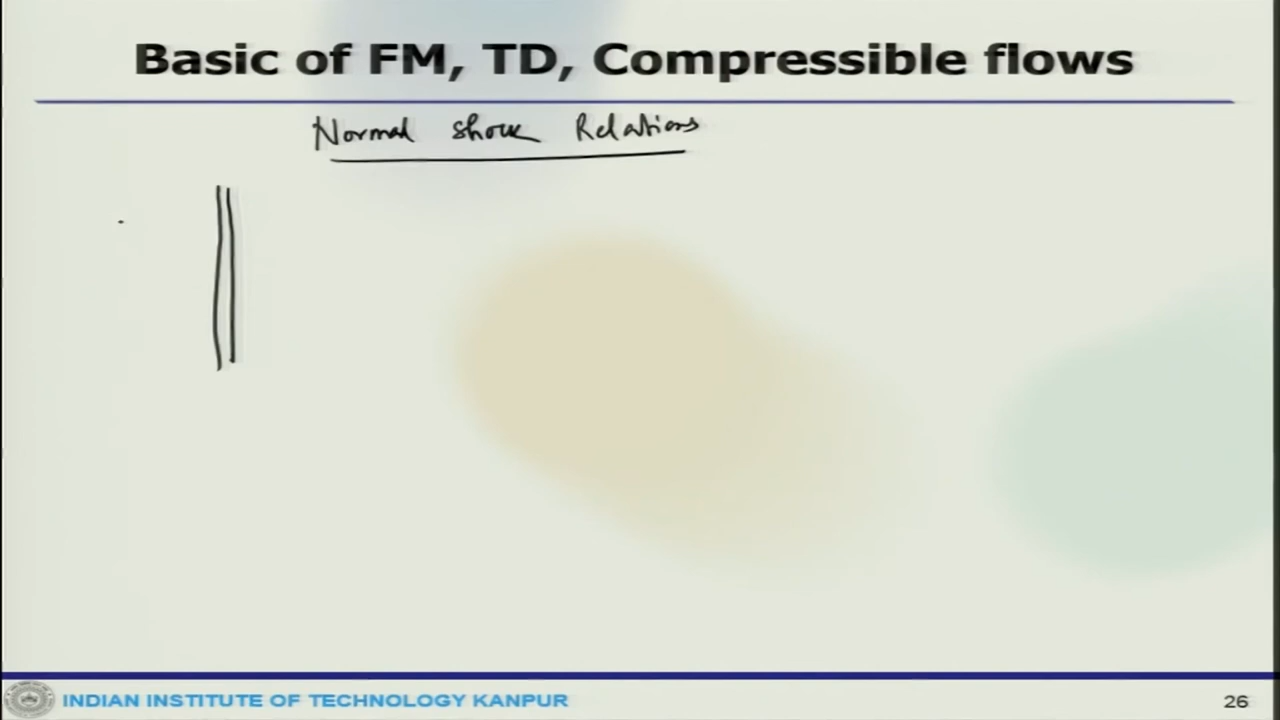 Basic of FM, TD, Compressible flows
Normal Shock Relations
INDIAN INSTITUTE OF TECHNOLOGY KANPUR
26